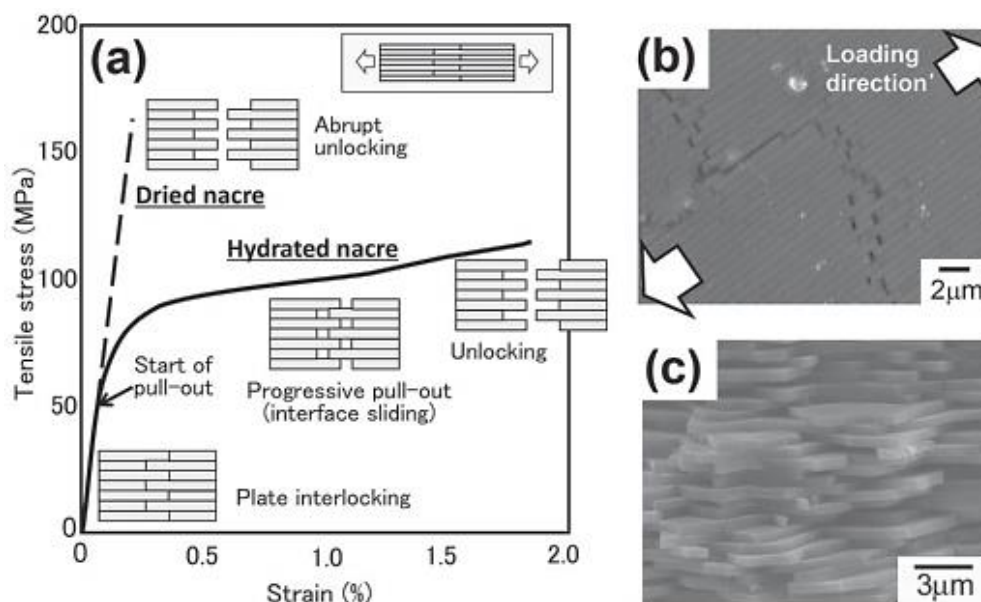 (a)
200
150
100
50
0
Tensile stress (MPa)
Abrupt
unlocking
Dried nacre
Hydrated nacre
Start of
pull-out
Progressive pull-out
(interface sliding)
Unlocking
Plate interlocking
0
0.5
1.0
1.5
2.0
Strain (%)
(b)
Loading
direction'
2μm
(c)
3μm